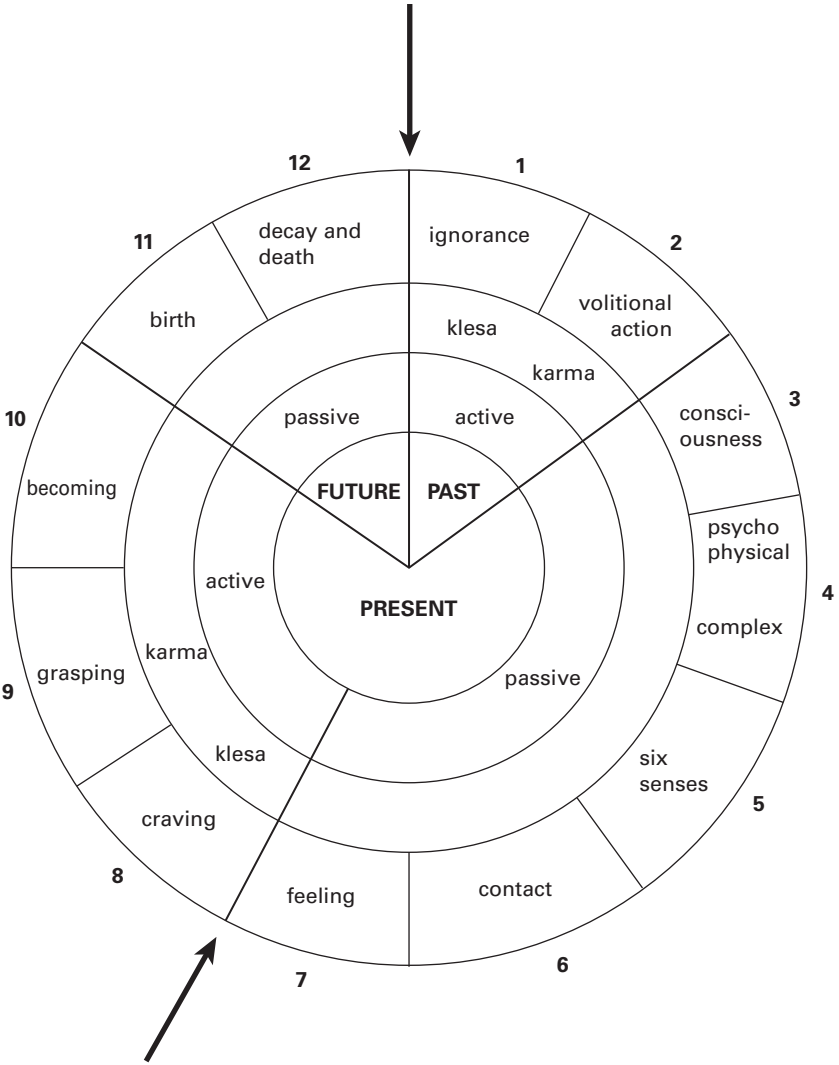 12
1
decay and
death
ignorance
11
2
birth
klesa
volitional
action
karma
10
3
consci-
ousness
passive
active
becoming
FUTURE
PAST
psycho
physical
active
PRESENT
4
complex
karma
grasping
9
passive
klesa
six
senses
5
craving
8
feeling
contact
7
6